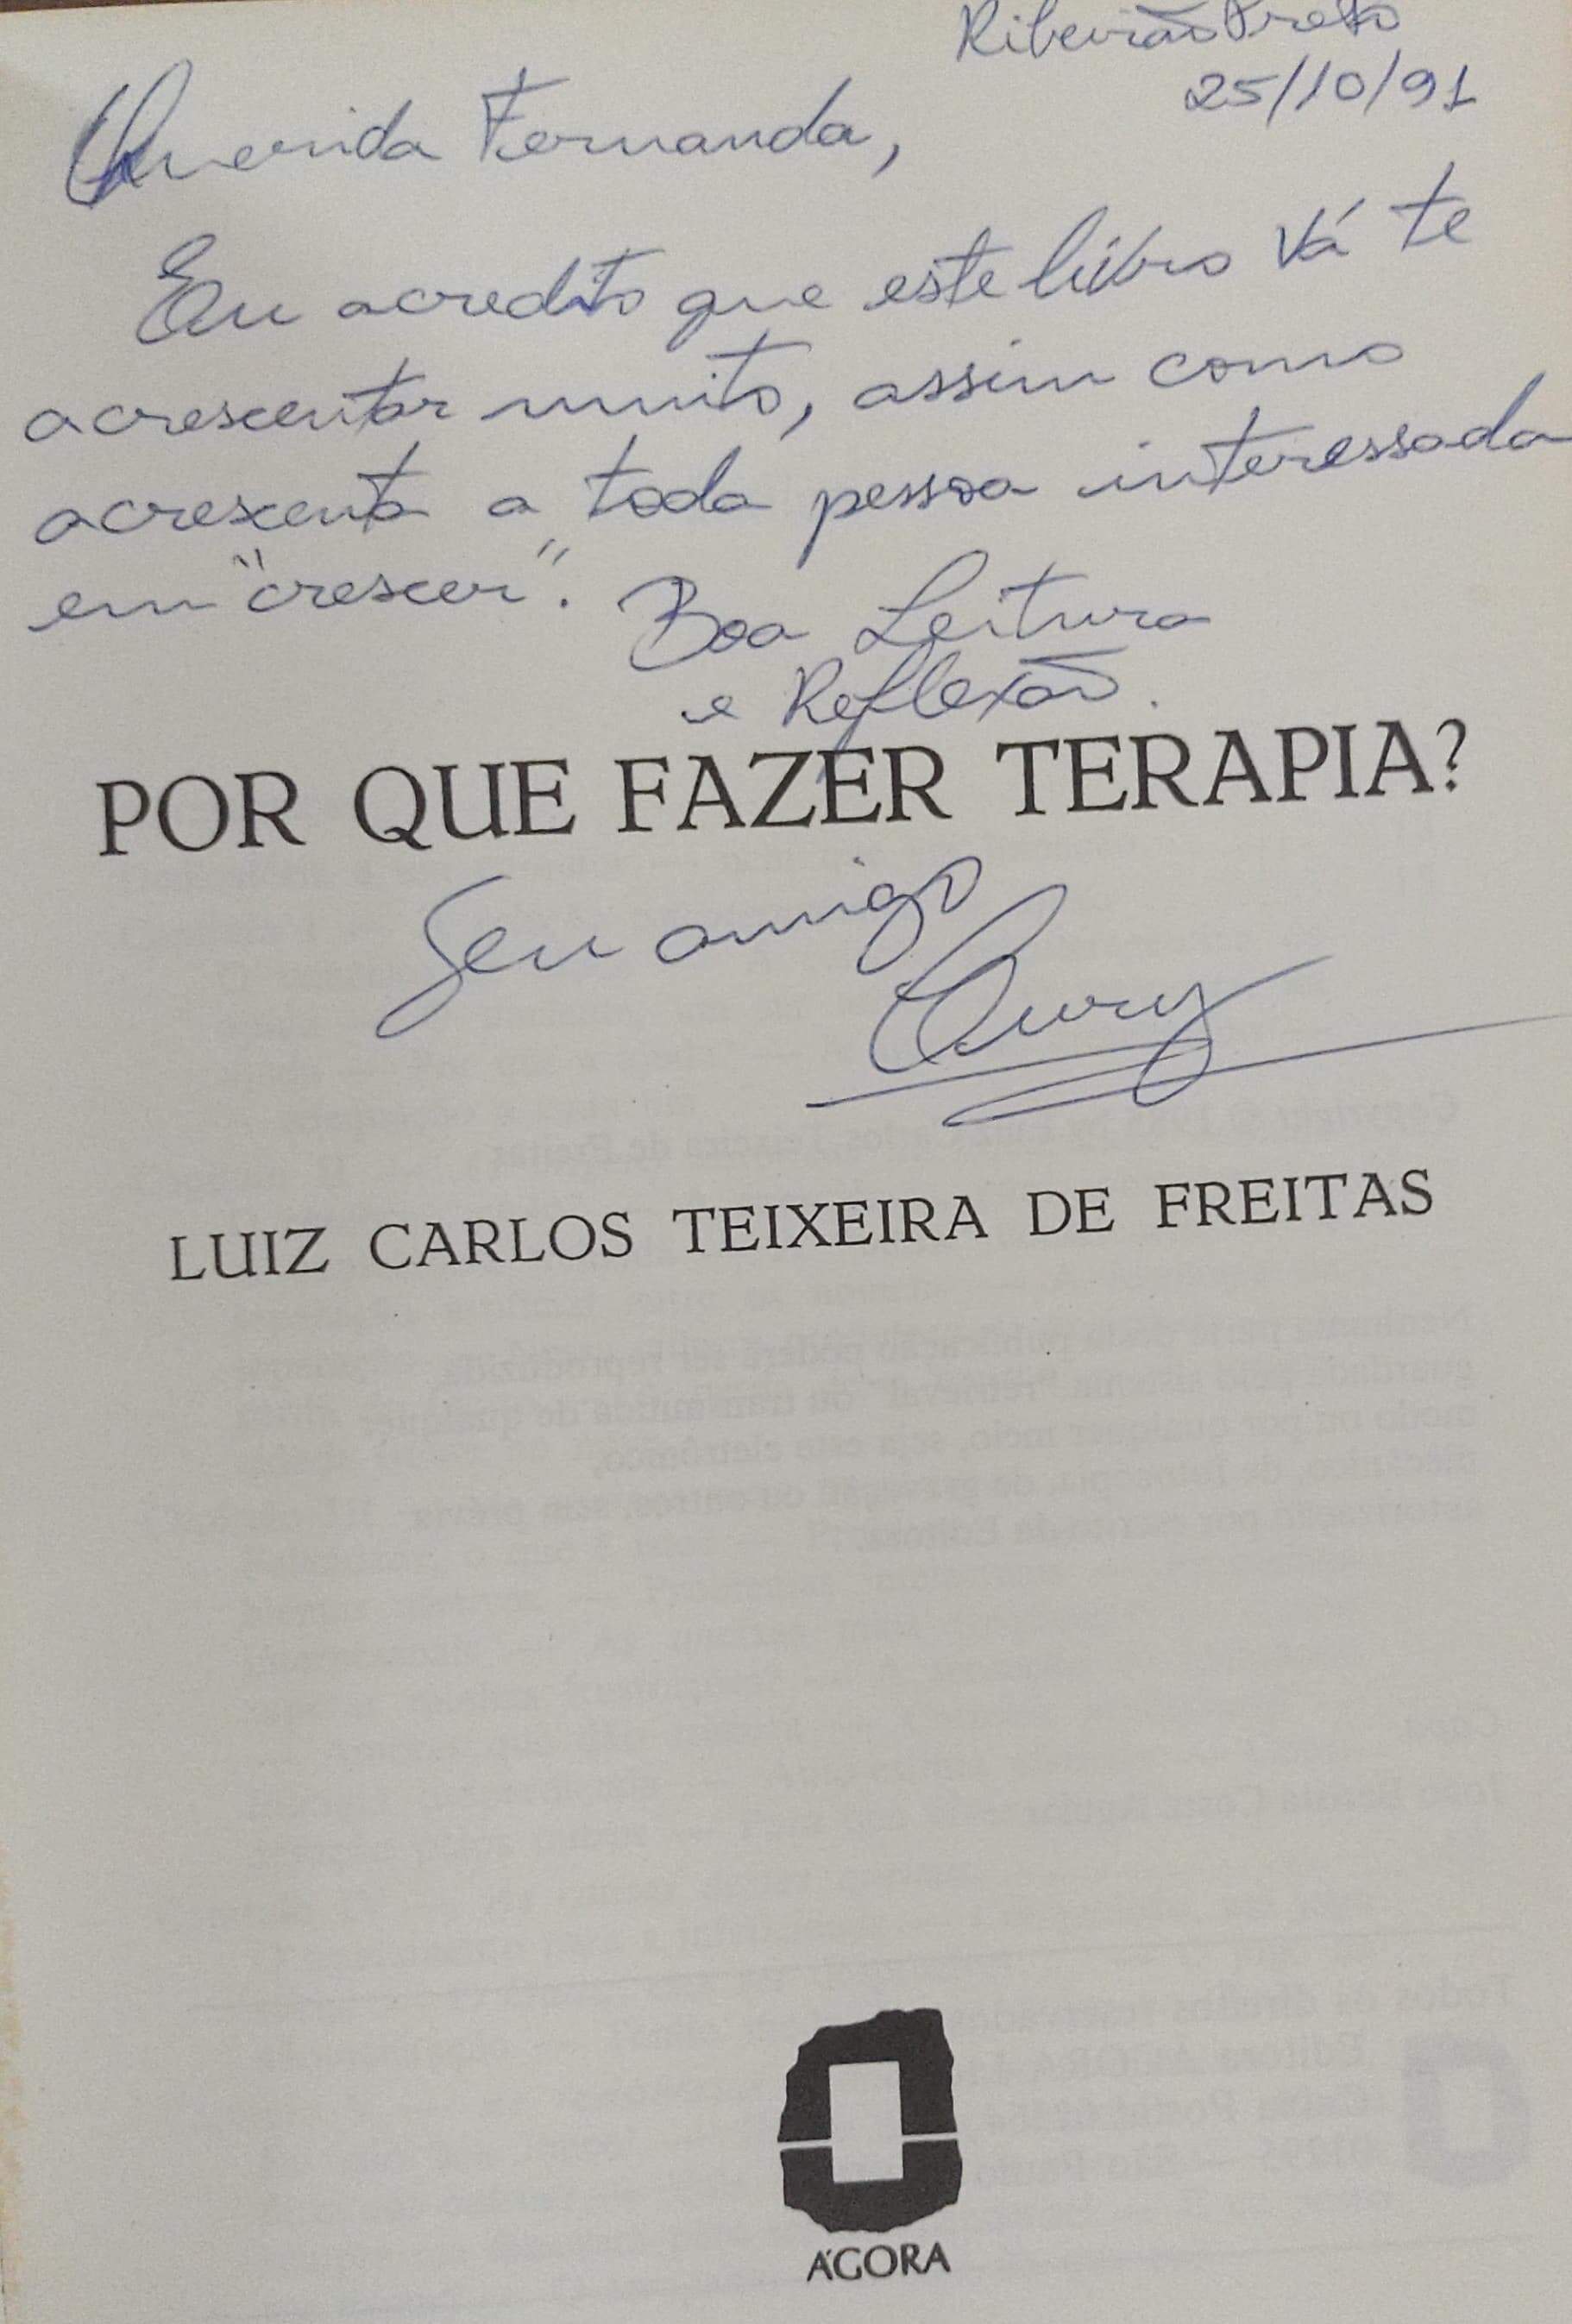 Ribeirão Preto
25/10/91
Querida Fernanda,
Eu acredito que este livro vá te
acrescentar muito, assim como
acrescenta a toda pessoa interessada
em "crescer". Boa Leitura
e Reflexão.
POR QUE FAZER TERAPIA?
Seu amigo
LUIZ CARLOS TEIXEIRA DE FREITAS
ÁGORA